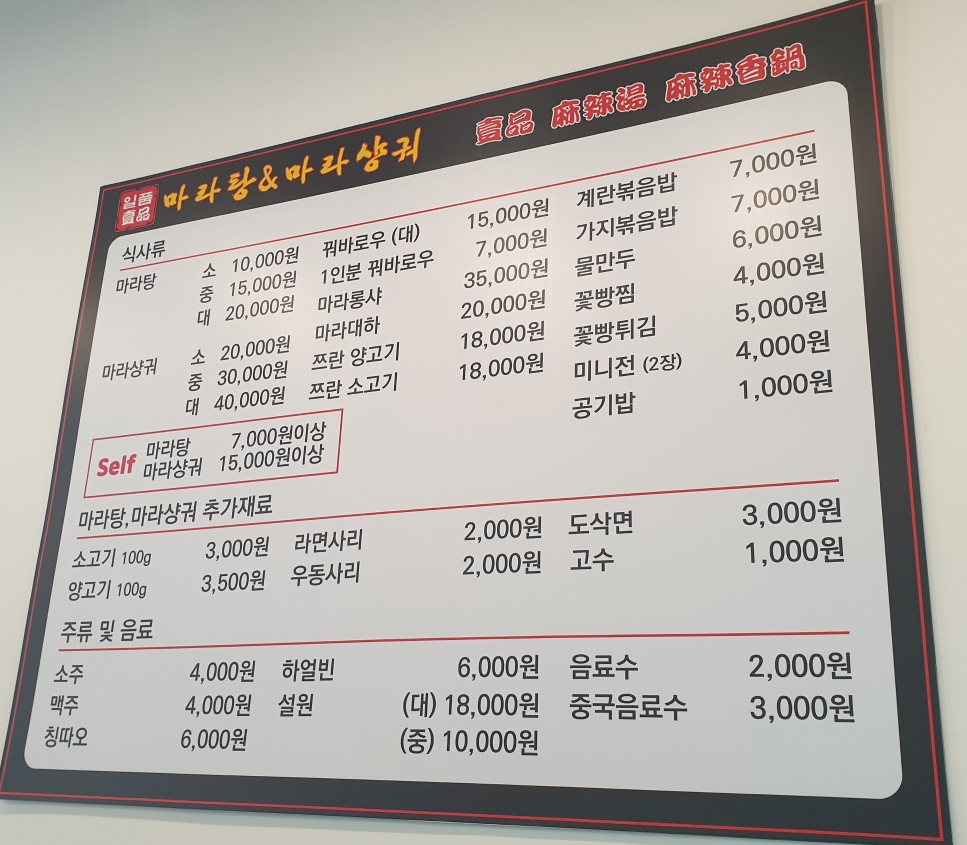 일품
壹品
마라탕&마라샹궈
壹品 麻辣湯 麻辣香鍋
식사류
마라탕 소 10,000원 꿔바로우 (대) 15,000원 계란볶음밥 7,000원
중 15,000원 1인분 꿔바로우 7,000원 가지볶음밥 7,000원
대 20,000원 마라롱샤 35,000원 물만두 6,000원
마라대하 20,000원 꽃빵찜 4,000원
마라샹궈 소 20,000원 쯔란 양고기 18,000원 꽃빵튀김 5,000원
중 30,000원 쯔란 소고기 18,000원 미니전 (2장) 4,000원
대 40,000원 공기밥 1,000원
Self 마라탕 7,000원이상
마라샹궈 15,000원이상
마라탕,마라샹궈 추가재료
소고기 100g 3,000원 라면사리 2,000원 도삭면 3,000원
양고기 100g 3,500원 우동사리 2,000원 고수 1,000원
주류 및 음료
소주 4,000원 하얼빈 6,000원 음료수 2,000원
맥주 4,000원 설원 (대) 18,000원 중국음료수 3,000원
칭따오 6,000원 (중) 10,000원